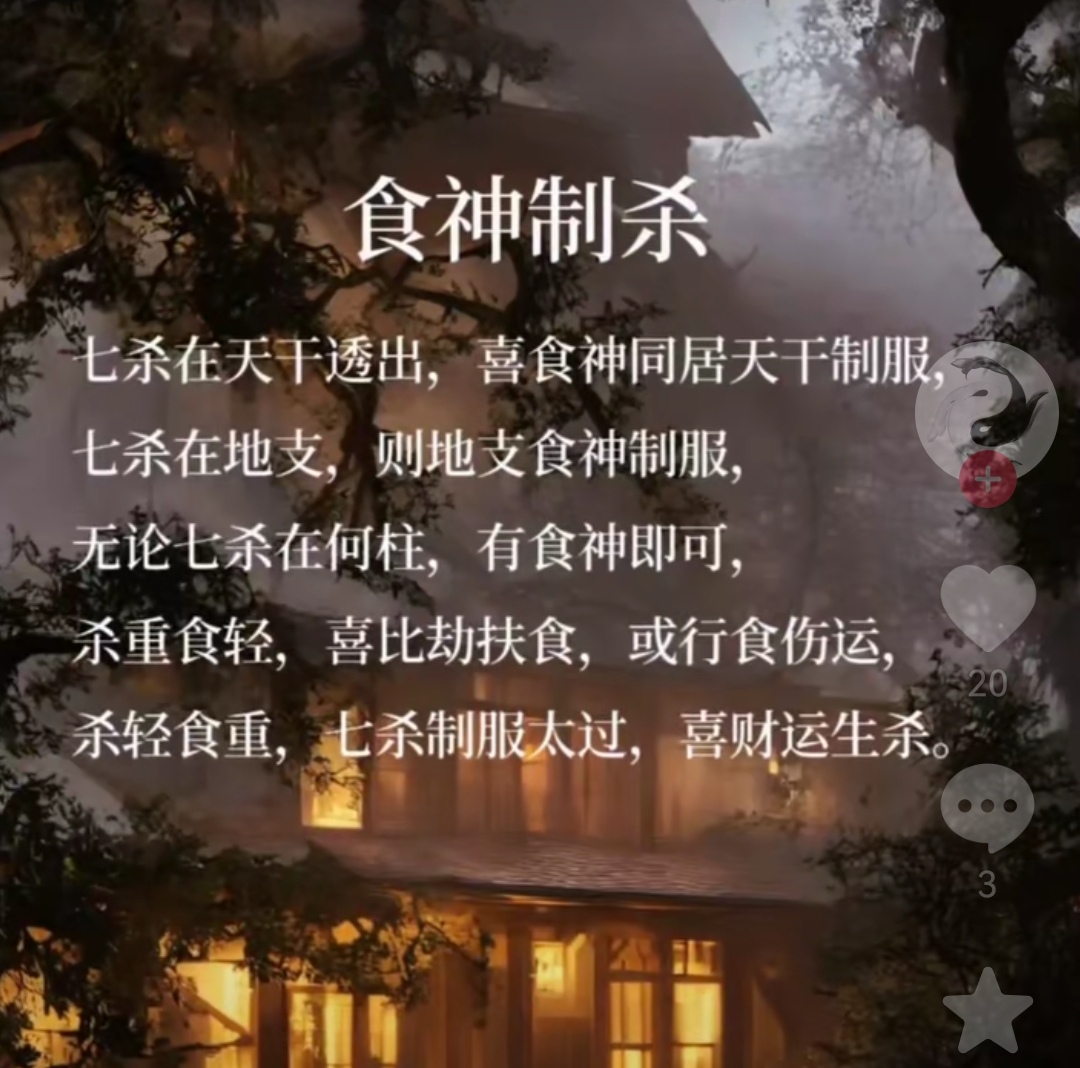 食神制杀
七杀在天干透出，喜食神同居天干制服，
七杀在地支，则地支食神制服，
无论七杀在何柱，有食神即可，
杀重食轻，喜比劫扶食，或行食伤运，
杀轻食重，七杀制服太过，喜财运生杀。
20
3